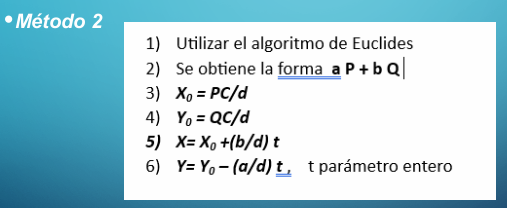 • Método 2
1) Utilizar el algoritmo de Euclides
2) Se obtiene la forma a P + b Q
3) X₀ = PC/d
4) Y₀ = QC/d
5) X= X₀ +(b/d) t
6) Y= Y₀ – (a/d) t , t parámetro entero